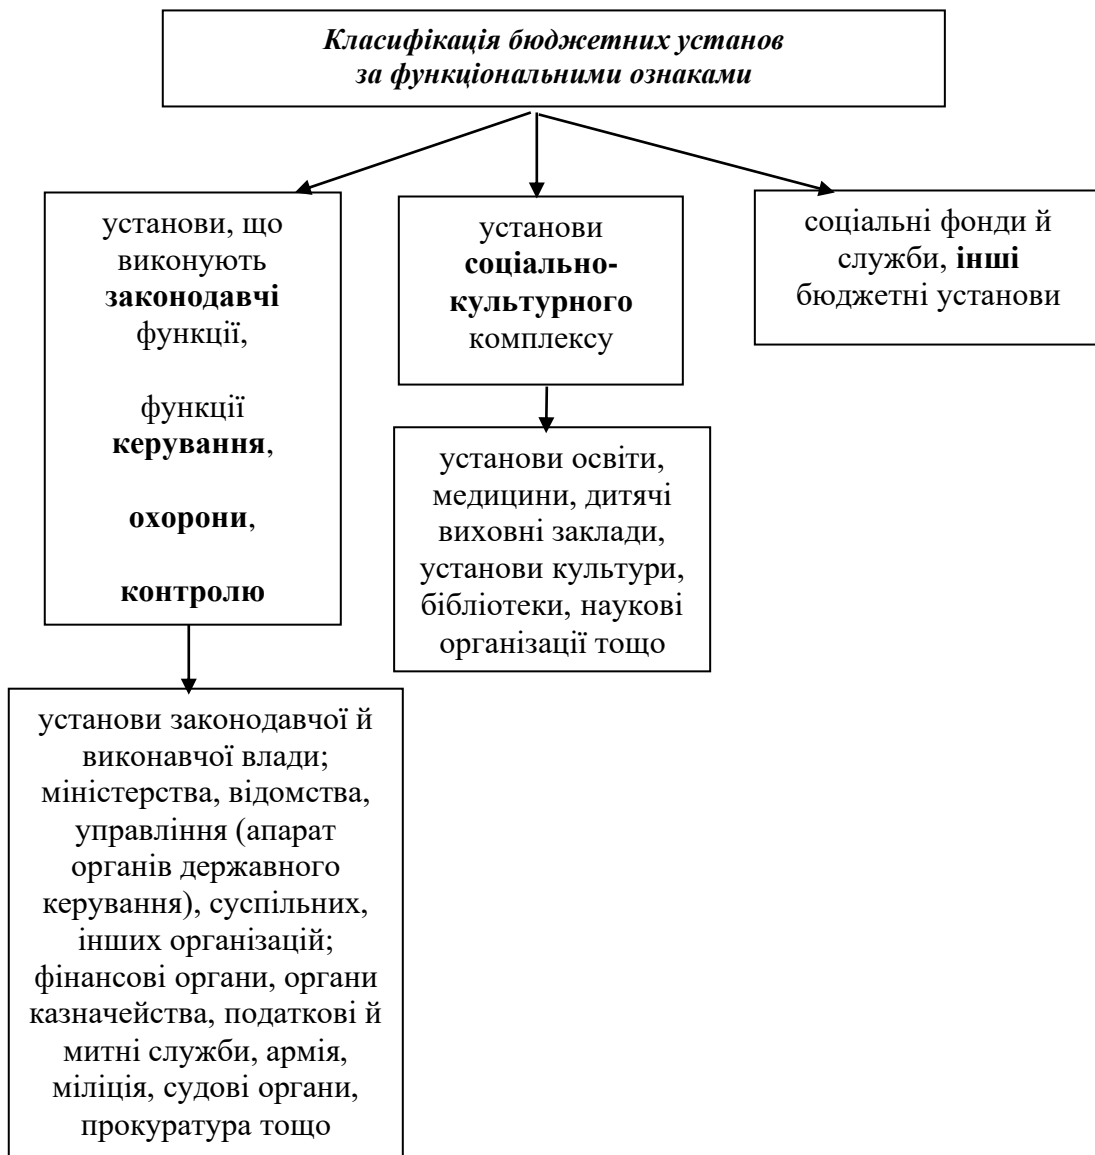 Класифікація бюджетних установ
за функціональними ознаками
установи, що
виконують
законодавчі
функції,
функції
керування,
охорони,
контролю
установи
соціально-
культурного
комплексу
соціальні фонди й
служби, інші
бюджетні установи
установи освіти,
медицини, дитячі
виховні заклади,
установи культури,
бібліотеки, наукові
організації тощо
установи законодавчої й
виконавчої влади;
міністерства, відомства,
управління (апарат
органів державного
керування), суспільних,
інших організацій;
фінансові органи, органи
казначейства, податкові й
митні служби, армія,
міліція, судові органи,
прокуратура тощо